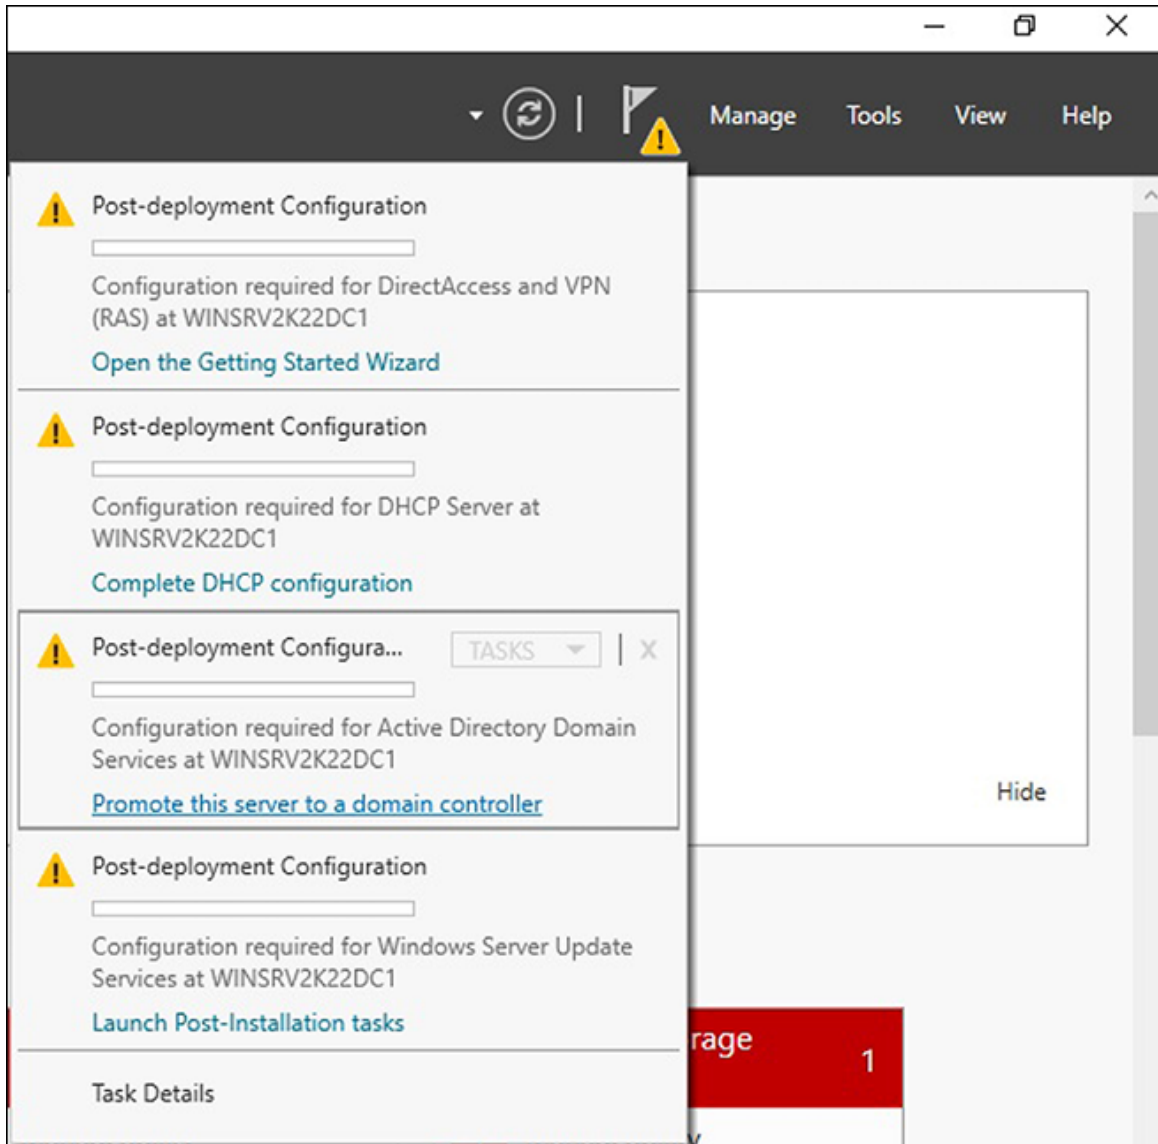 Manage Tools View Help
Post-deployment Configuration
Configuration required for DirectAccess and VPN
(RAS) at WINSRV2K22DC1
Open the Getting Started Wizard
Post-deployment Configuration
Configuration required for DHCP Server at
WINSRV2K22DC1
Complete DHCP configuration
Post-deployment Configura... TASKS X
Configuration required for Active Directory Domain
Services at WINSRV2K22DC1
Promote this server to a domain controller
Hide
Post-deployment Configuration
Configuration required for Windows Server Update
Services at WINSRV2K22DC1
Launch Post-Installation tasks
rage 1
Task Details